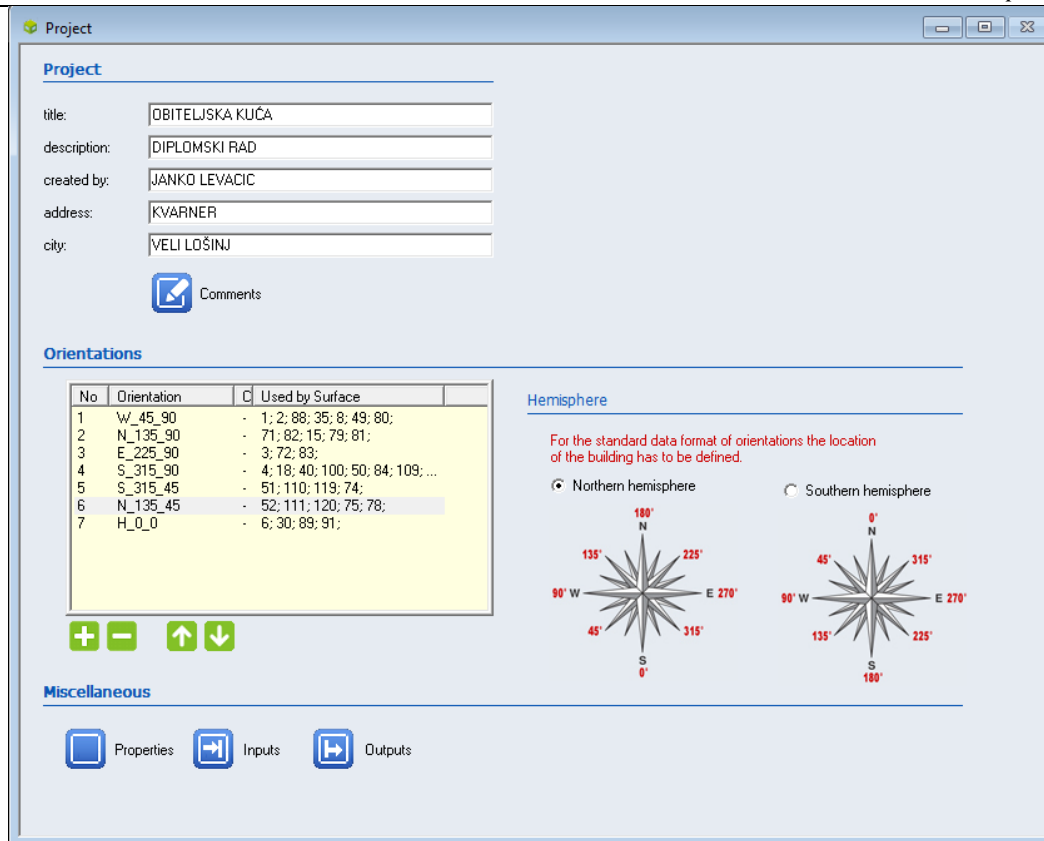 Project
Project
title: OBITELJSKA KUĆA
description: DIPLOMSKI RAD
created by: JANKO LEVACIC
address: KVARNER
city: VELI LOŠINJ
Comments
Orientations
No Orientation C Used by Surface
1 W_45_90 - 1; 2; 88; 35; 8; 49; 80;
2 N_135_90 - 71; 82; 15; 79; 81;
3 E_225_90 - 3; 72; 83;
4 S_315_90 - 4; 18; 40; 100; 50; 84; 109; ...
5 S_315_45 - 51; 110; 119; 74;
6 N_135_45 - 52; 111; 120; 75; 78;
7 H_0_0 - 6; 30; 89; 91;
Hemisphere
For the standard data format of orientations the location
of the building has to be defined.
Northern hemisphere
180°
N
135° 225°
90° W E 270°
45° 315°
S
0°
Southern hemisphere
0°
N
45° 315°
90° W E 270°
135° 225°
S
180°
Miscellaneous
Properties Inputs Outputs